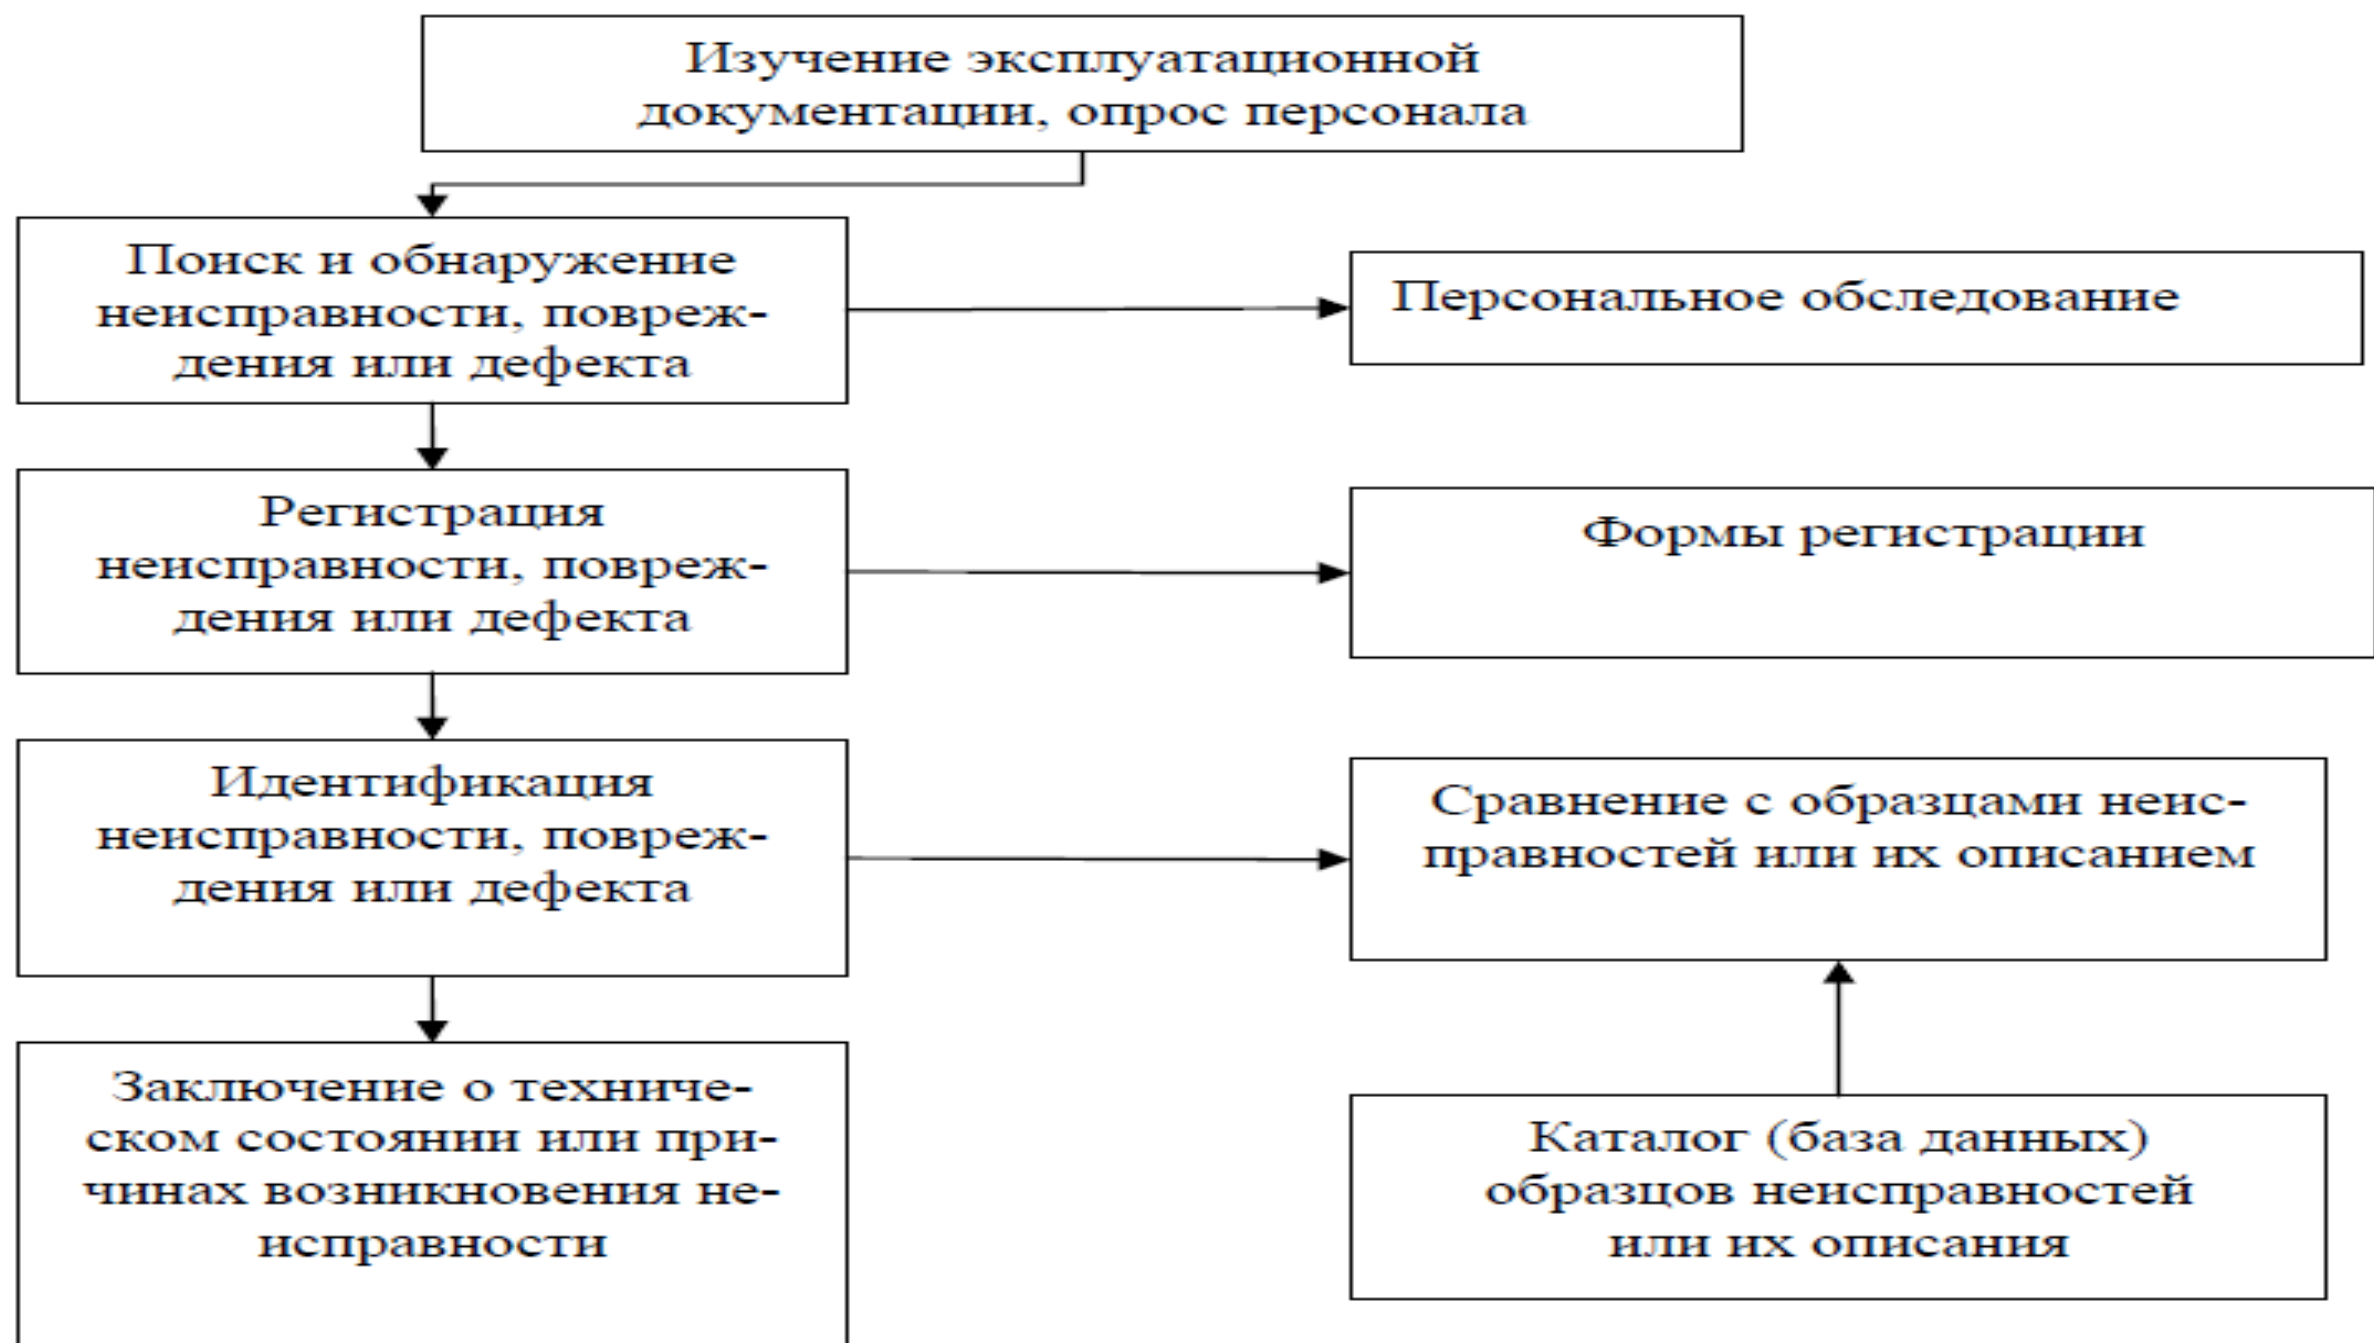 Изучение эксплуатационной
документации, опрос персонала
Поиск и обнаружение
неисправности, повреж-
дения или дефекта
Персональное обследование
Регистрация
неисправности, повреж-
дения или дефекта
Формы регистрации
Идентификация
неисправности, повреж-
дения или дефекта
Сравнение с образцами неис-
правностей или их описанием
Заключение о техниче-
ском состоянии или при-
чинах возникновения не-
исправности
Каталог (база данных)
образцов неисправностей
или их описания